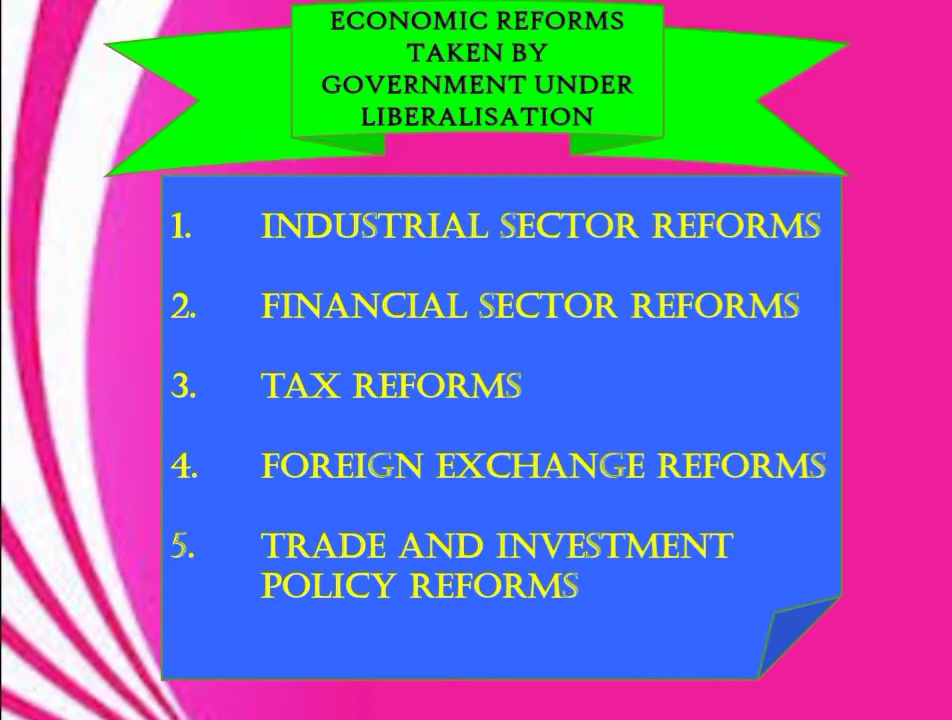 ECONOMIC REFORMS
TAKEN BY
GOVERNMENT UNDER
LIBERALISATION
1. INDUSTRIAL SECTOR REFORMS
2. FINANCIAL SECTOR REFORMS
3. TAX REFORMS
4. FOREIGN EXCHANGE REFORMS
5. TRADE AND INVESTMENT
POLICY REFORMS